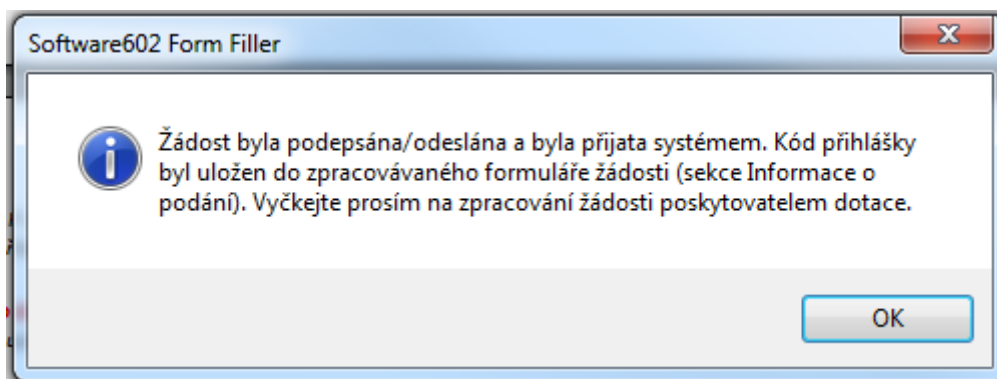 Software602 Form Filler
Žádost byla podepsána/odeslána a byla přijata systémem. Kód přihlášky
byl uložen do zpracovávaného formuláře žádosti (sekce Informace o
podání). Vyčkejte prosím na zpracování žádosti poskytovatelem dotace.
OK